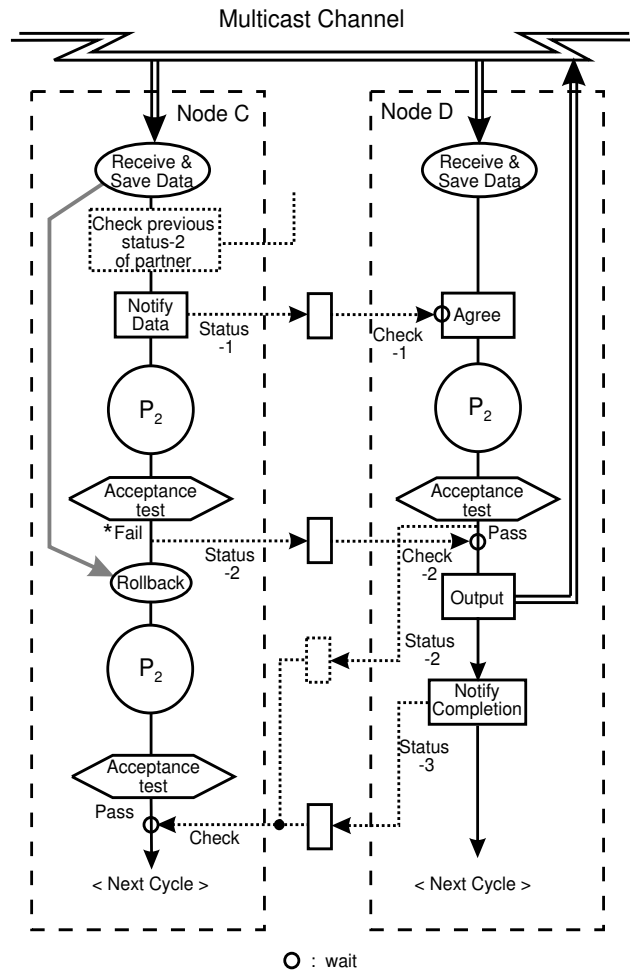 Multicast Channel
Node C
Node D
Receive &
Save Data
Receive &
Save Data
Check previous
status-2
of partner
Notify
Data
Status
-1
Check
-1
Agree
P2
P2
Acceptance
test
Acceptance
test
*Fail
Pass
Status
-2
Check
-2
Rollback
Output
Status
-2
P2
Notify
Completion
Status
-3
Acceptance
test
Pass
Check
< Next Cycle >
< Next Cycle >
: wait